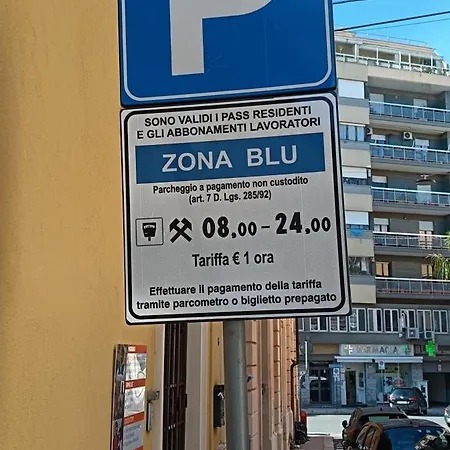 P
SONO VALIDI I PASS RESIDENTI
E GLI ABBONAMENTI LAVORATORI
ZONA BLU
Parcheggio a pagamento non custodito
(art. 7 D. Lgs. 285/92)
08.00 - 24.00
Tariffa € 1 ora
Effettuare il pagamento della tariffa
tramite parcometro o biglietto prepagato
FARMACIA